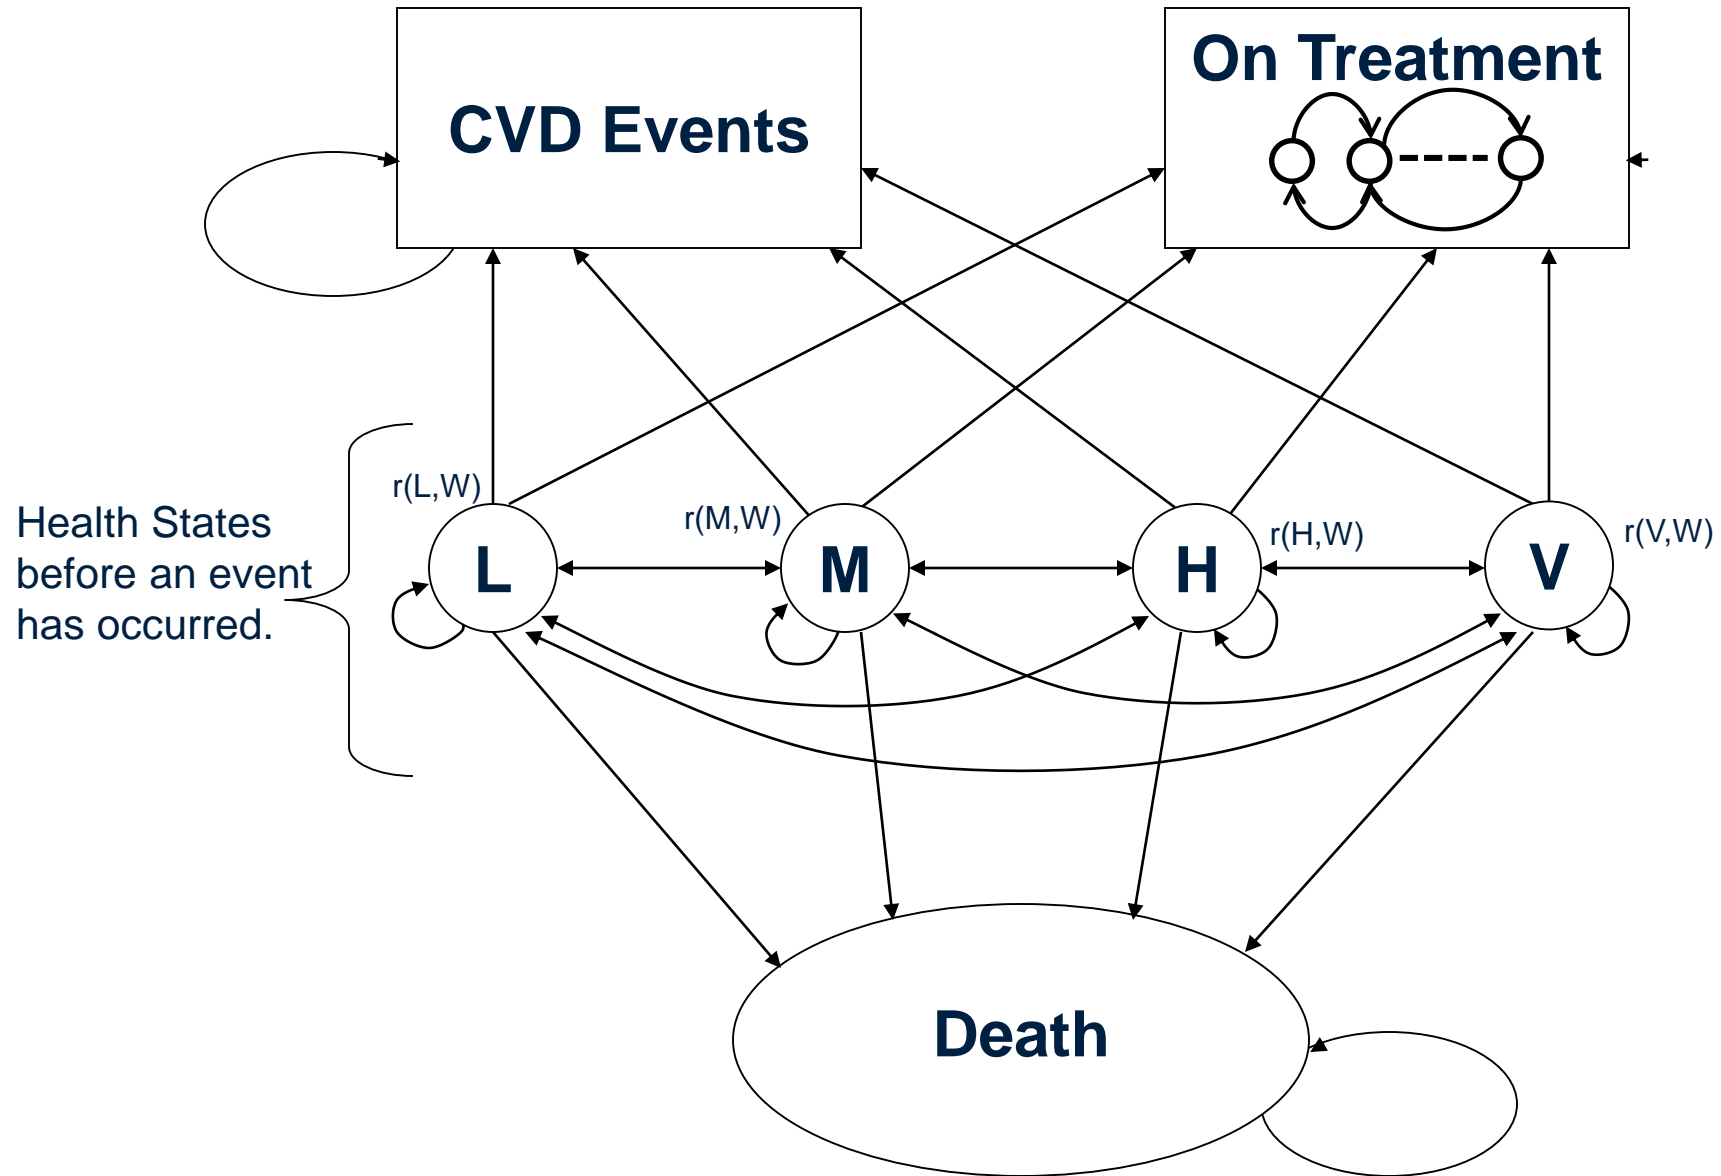 CVD Events
On Treatment
r(L,W)
r(M,W)
r(H,W)
r(V,W)
Health States
before an event
has occurred.
L
M
H
V
Death